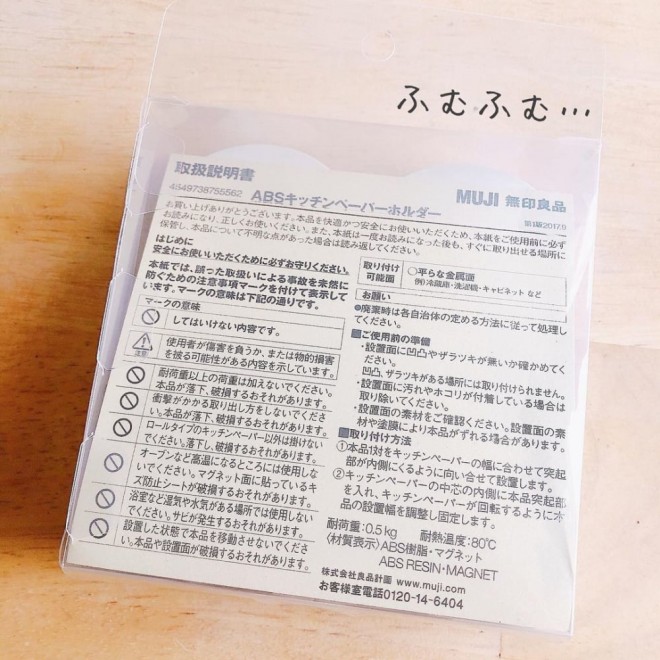 ふむふむ…
取扱説明書
4549738755562 ABSキッチンペーパーホルダー
MUJI 無印良品
第1版2017.9
お買い上げありがとうございます。本品を快適かつ安全にお使いいただくため、本紙をご使用前に必ず
お読みになり、正しくお使いください。また、本紙は一度お読みになった後も、すぐに取り出せる場所に
保管し、本品について不明な点があった場合は読み返してください。
はじめに
安全にお使いいただくために必ずお守りください。
本紙では、誤った取扱いによる事故を未然に
防ぐための注意事項マークを付けて表示して
います。マークの意味は下記の通りです。
マークの意味
してはいけない内容です。
注意
使用者が傷害を負うか、または物的損害
を被る可能性がある内容を示しています。
耐荷重以上の荷重は加えないでください。
本品が落下、破損するおそれがあります。
衝撃がかかる取り出し方をしないでくださ
い。本品が落下、破損するおそれがあります。
ロールタイプのキッチンペーパー以外は掛けない
でください。落下し、破損するおそれがあります。
オーブンなど高温になるところには使用しな
いでください。マグネット面に貼っているキ
ズ防止シートが破損するおそれがあります。
浴室など湿気や水気がある場所では使用しない
でください。サビが発生するおそれがあります。
設置した状態で本品を移動させないでくださ
い。本品や設置面が破損するおそれがあります。
取り付け
可能面
○平らな金属面
例)冷蔵庫・洗濯機・キャビネットなど
お願い
●廃棄時は各自治体の定める方法に従って処理し
てください。
■ご使用前の準備
・設置面に凹凸やザラツキが無いか確かめてく
ださい。
凹凸、ザラツキがある場所には取り付けられません。
・設置面に汚れやホコリが付着している場合は
取り除いてください。
・設置面の素材をご確認ください。設置面の素
材や塗膜により本品がずれる場合があります。
■取り付け方法
①本品1対をキッチンペーパーの幅に合わせて突起
部が内側にくるように向い合せて設置します。
②キッチンペーパーの中芯の内側に本品突起部
を入れ、キッチンペーパーが回転するように本
品の設置幅を調整し固定します。
耐荷重:0.5kg 耐熱温度:80℃
〈材質表示〉ABS樹脂・マグネット
ABS RESIN・MAGNET
株式会社良品計画 www.muji.com
お客様室電話0120-14-6404